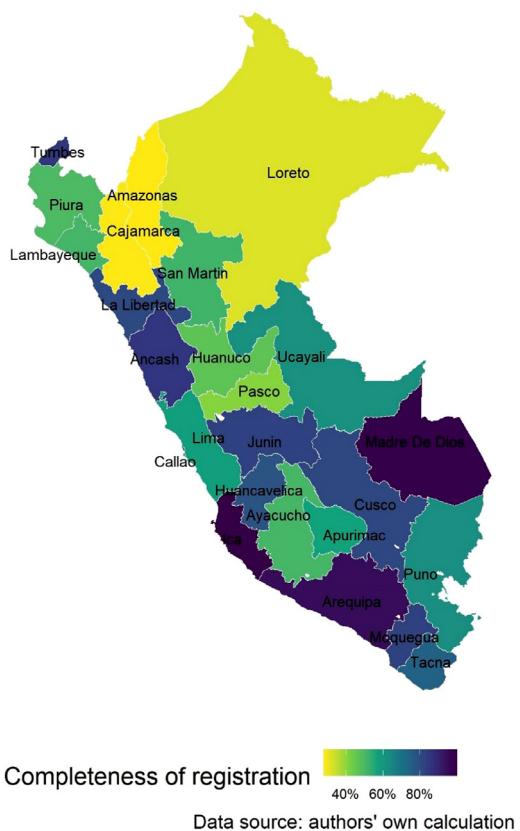 Loreto
Tumbes
Amazonas
Piura
Cajamarca
Lambayeque
San Martin
La Libertad
Ancash
Huanuco
Ucayali
Pasco
Lima
Junin
Madre De Dios
Callao
Huancavelica
Cusco
Ayacucho
Ica
Apurimac
Puno
Arequipa
Moquegua
Tacna
Completeness of registration
40% 60% 80%
Data source: authors' own calculation